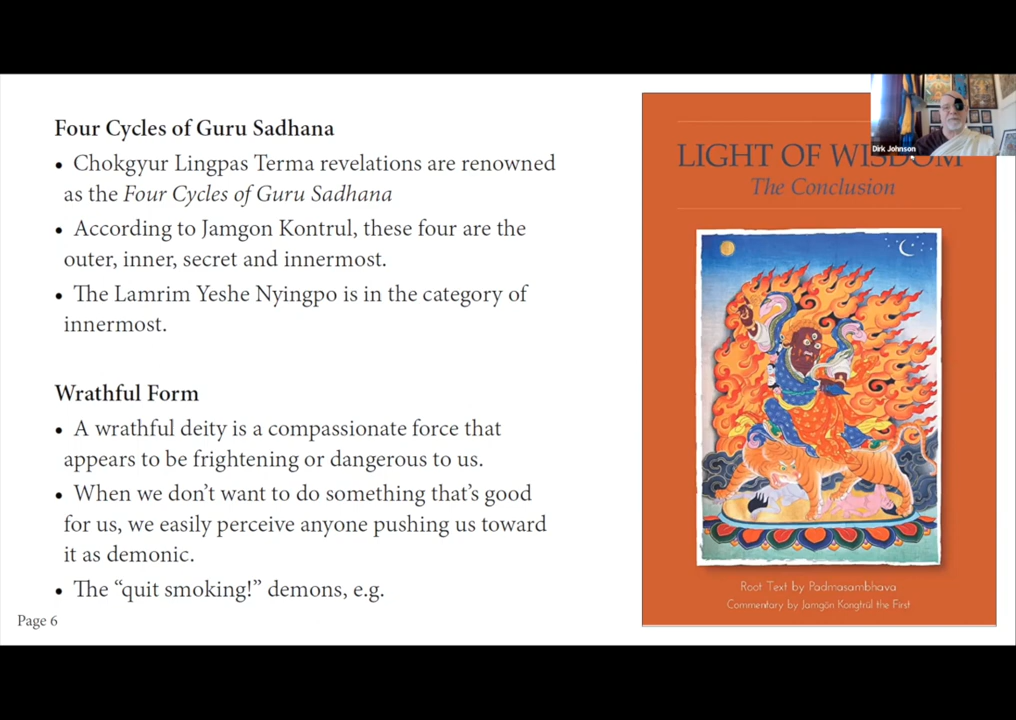 Four Cycles of Guru Sadhana
• Chokgyur Lingpas Terma revelations are renowned
as the Four Cycles of Guru Sadhana
• According to Jamgon Kontrul, these four are the
outer, inner, secret and innermost.
• The Lamrim Yeshe Nyingpo is in the category of
innermost.
Wrathful Form
• A wrathful deity is a compassionate force that
appears to be frightening or dangerous to us.
• When we don’t want to do something that’s good
for us, we easily perceive anyone pushing us toward
it as demonic.
• The “quit smoking!” demons, e.g.
Page 6
Dirk Johnson
LIGHT OF WISDOM
The Conclusion
Root Text by Padmasambhava
Commentary by Jamgön Kongtrül the First